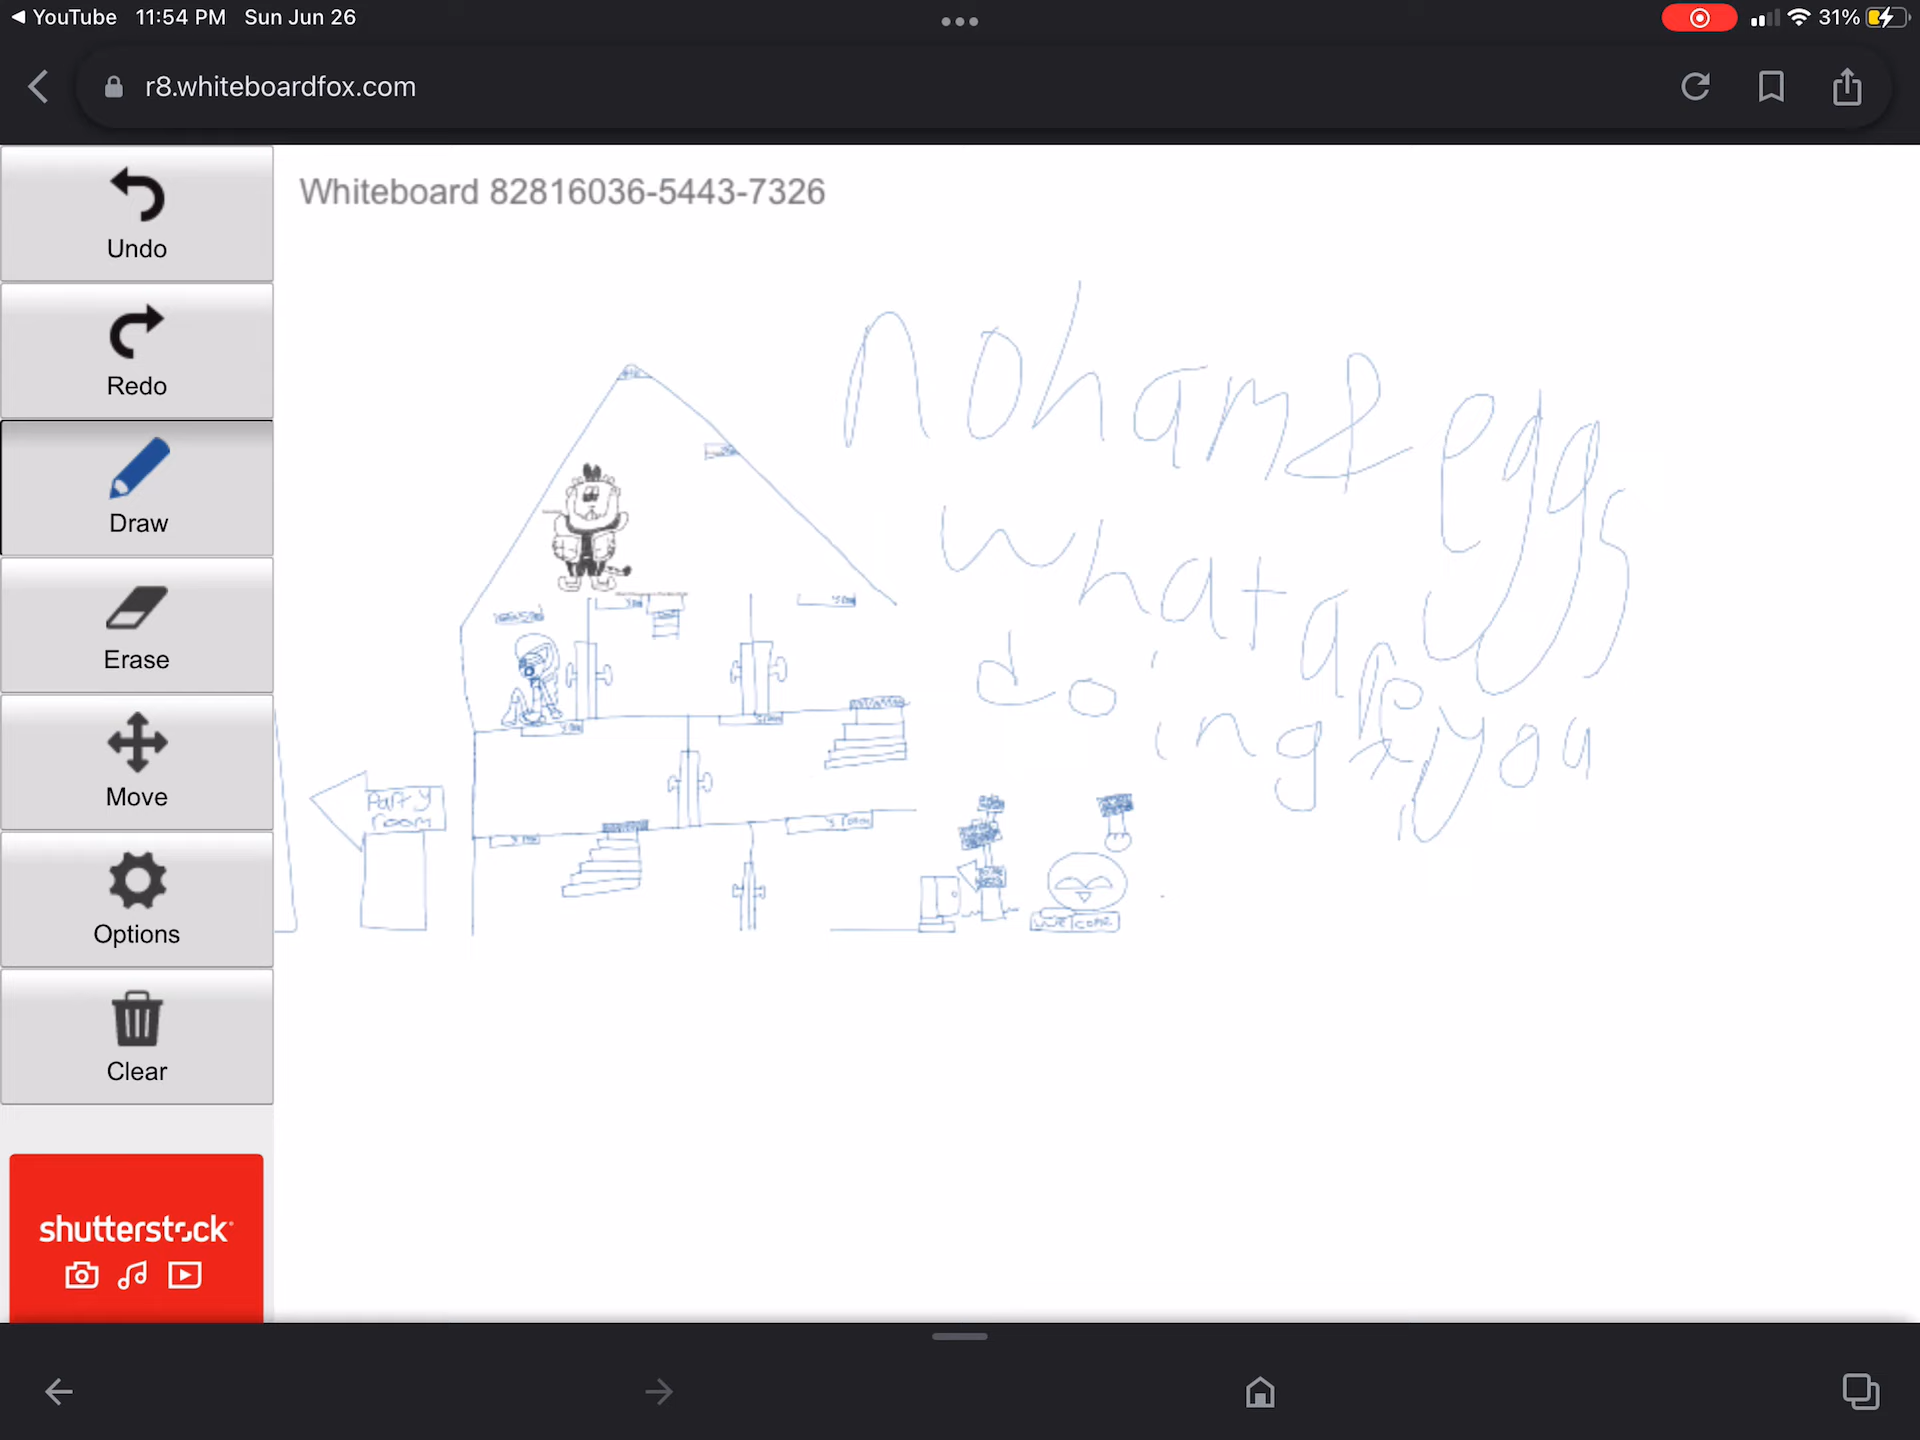 YouTube 11:54 PM Sun Jun 26
31%
r8.whiteboardfox.com
Undo
Redo
Draw
Erase
Move
Options
Clear
shutterstock
Whiteboard 82816036-5443-7326
noham & eggs
what are you
doing
Party
room
welcome